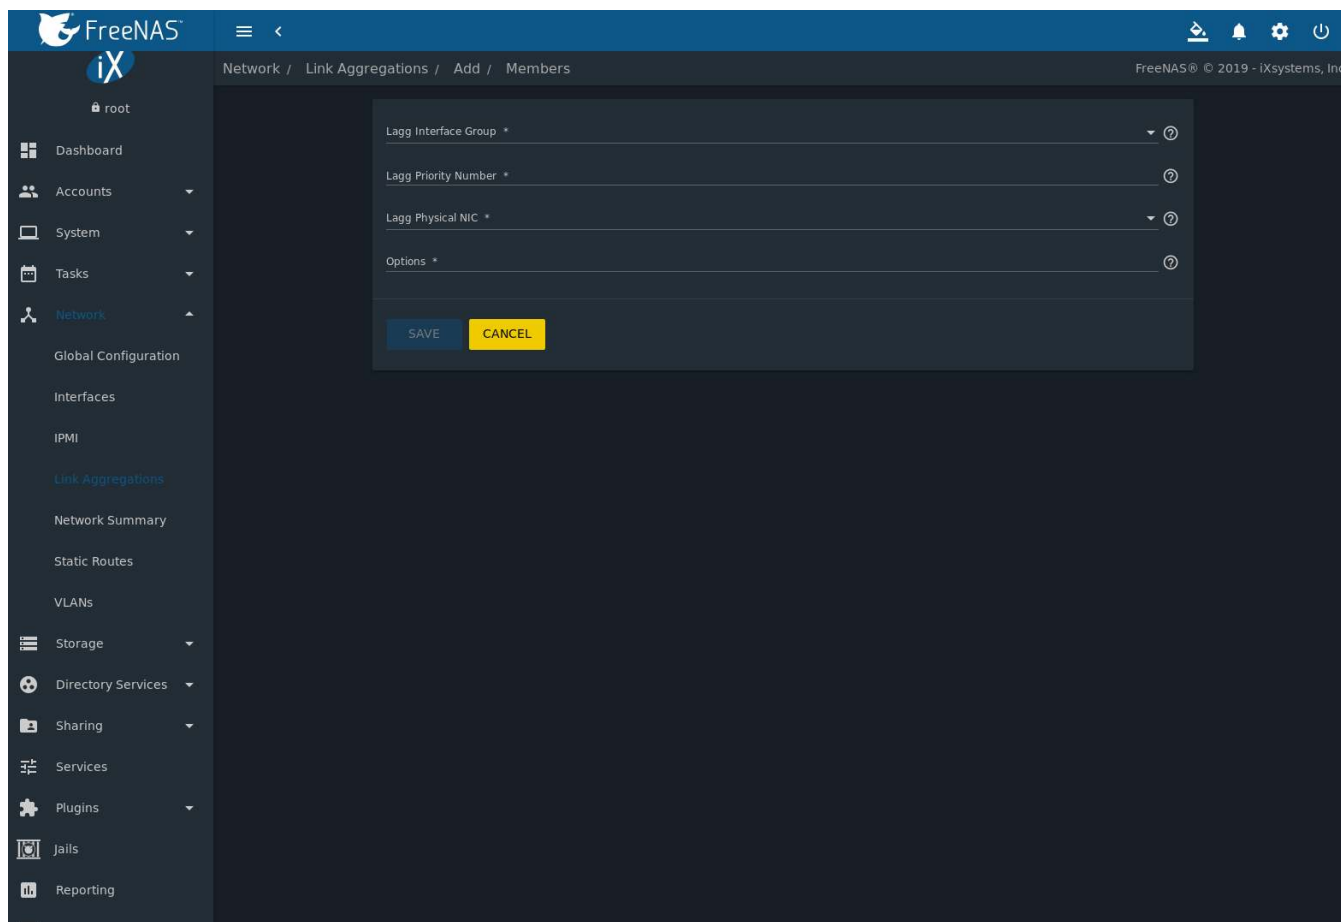 FreeNAS
iX
root
Dashboard
Accounts
System
Tasks
Network
Global Configuration
Interfaces
IPMI
Link Aggregations
Network Summary
Static Routes
VLANs
Storage
Directory Services
Sharing
Services
Plugins
Jails
Reporting
Network / Link Aggregations / Add / Members
FreeNAS® © 2019 - iXsystems, Inc
Lagg Interface Group *
Lagg Priority Number *
Lagg Physical NIC *
Options *
SAVE CANCEL